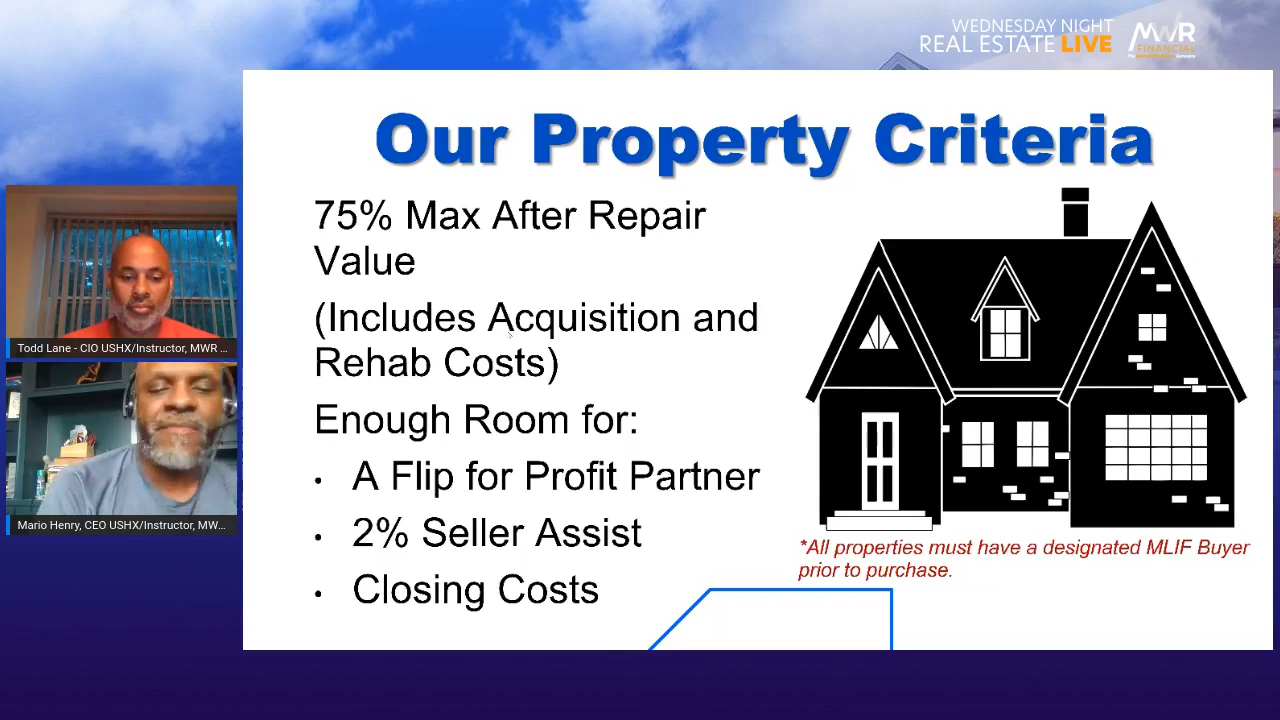 WEDNESDAY NIGHT
REAL ESTATE LIVE
MWR
FINANCIAL
Our Property Criteria
75% Max After Repair
Value
(Includes Acquisition and
Rehab Costs)
Enough Room for:
• A Flip for Profit Partner
• 2% Seller Assist
• Closing Costs
*All properties must have a designated MLIF Buyer
prior to purchase.
Todd Lane - CIO USHX/Instructor, MWR ...
Mario Henry, CEO USHX/Instructor, MW...